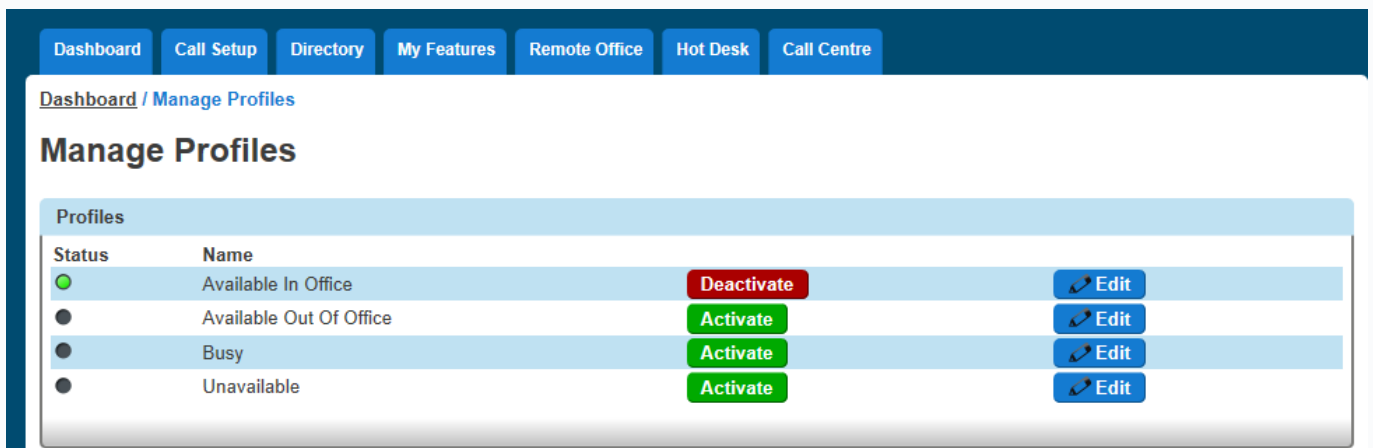 Dashboard Call Setup Directory My Features Remote Office Hot Desk Call Centre
Dashboard / Manage Profiles
Manage Profiles
Profiles
Status Name
Available In Office Deactivate Edit
Available Out Of Office Activate Edit
Busy Activate Edit
Unavailable Activate Edit